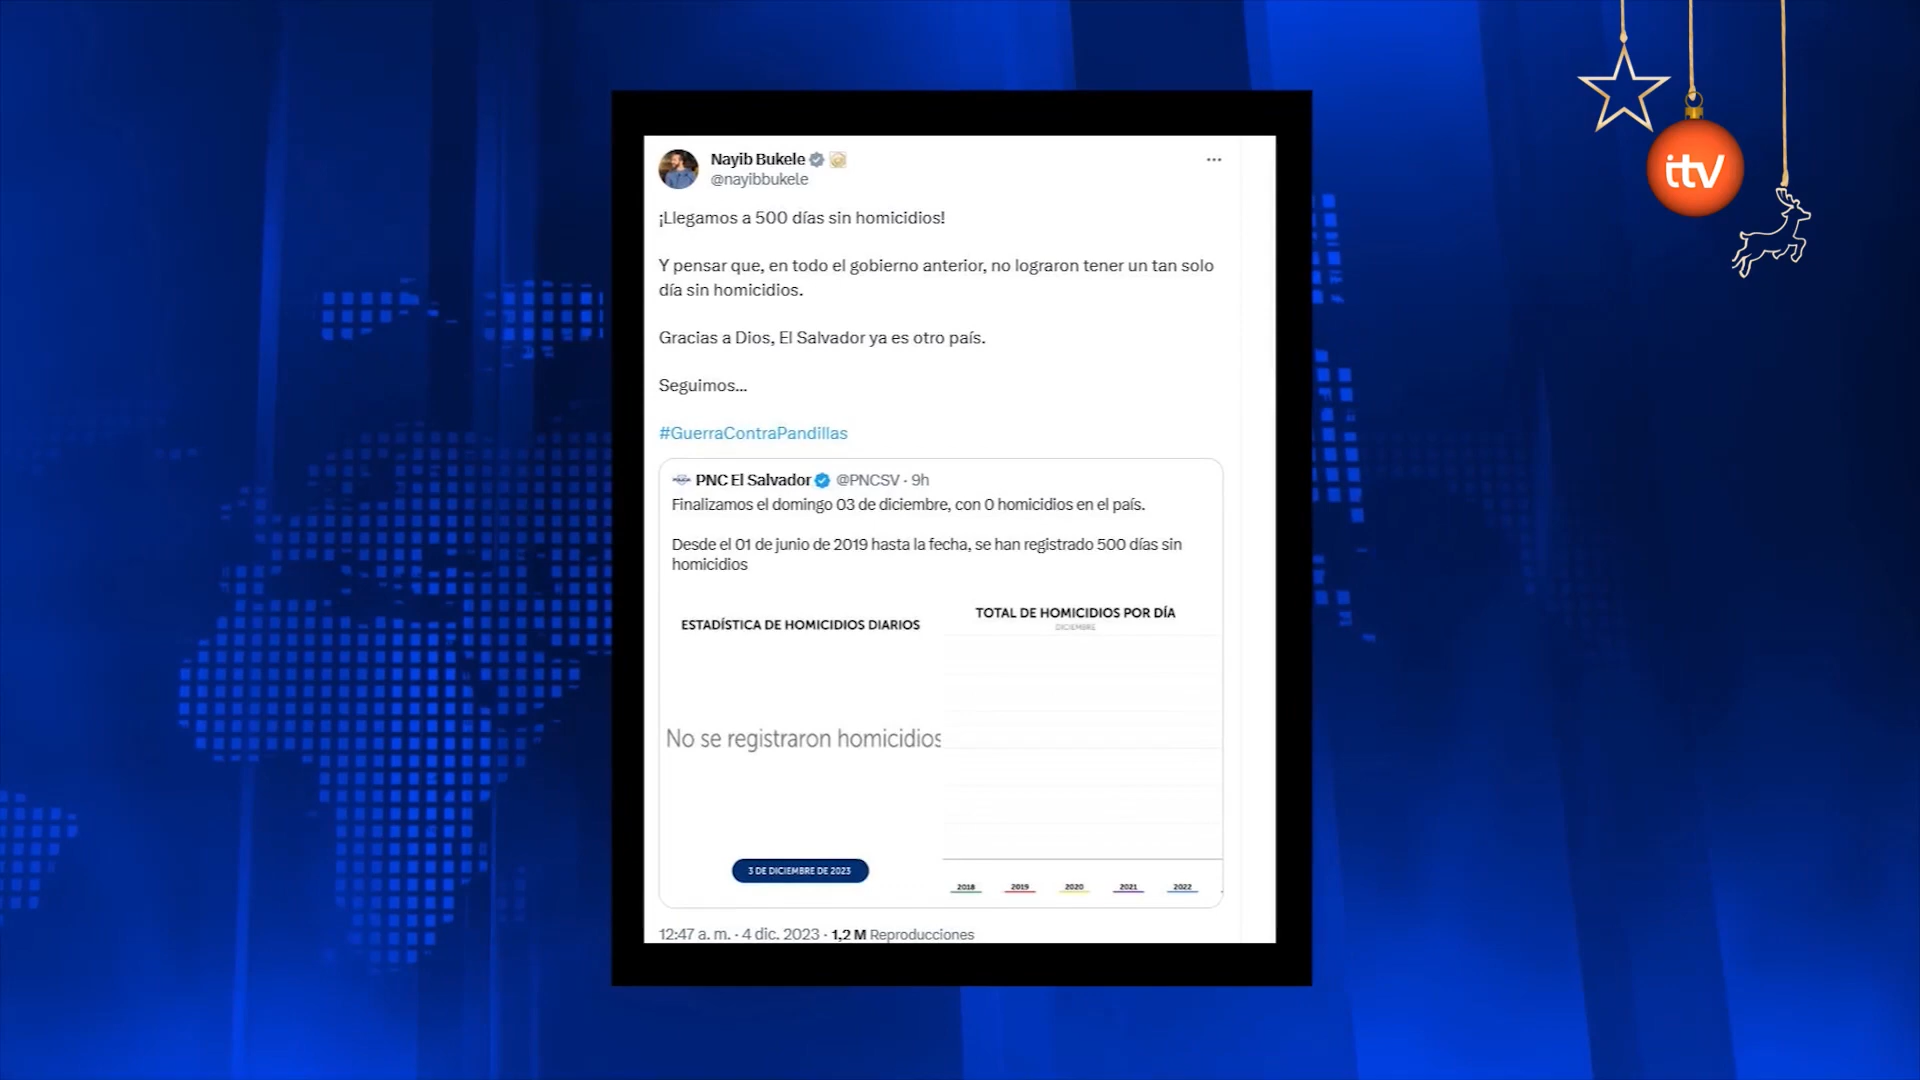 itv
Nayib Bukele
@nayibbukele
¡Llegamos a 500 días sin homicidios!
Y pensar que, en todo el gobierno anterior, no lograron tener un tan solo
día sin homicidios.
Gracias a Dios, El Salvador ya es otro país.
Seguimos...
#GuerraContraPandillas
PNC El Salvador @PNCSV · 9h
Finalizamos el domingo 03 de diciembre, con 0 homicidios en el país.
Desde el 01 de junio de 2019 hasta la fecha, se han registrado 500 días sin
homicidios
ESTADÍSTICA DE HOMICIDIOS DIARIOS
No se registraron homicidios
3 DE DICIEMBRE DE 2023
TOTAL DE HOMICIDIOS POR DÍA
DICIEMBRE
2018 2019 2020 2021 2022
12:47 a. m. · 4 dic. 2023 · 1,2 M Reproducciones